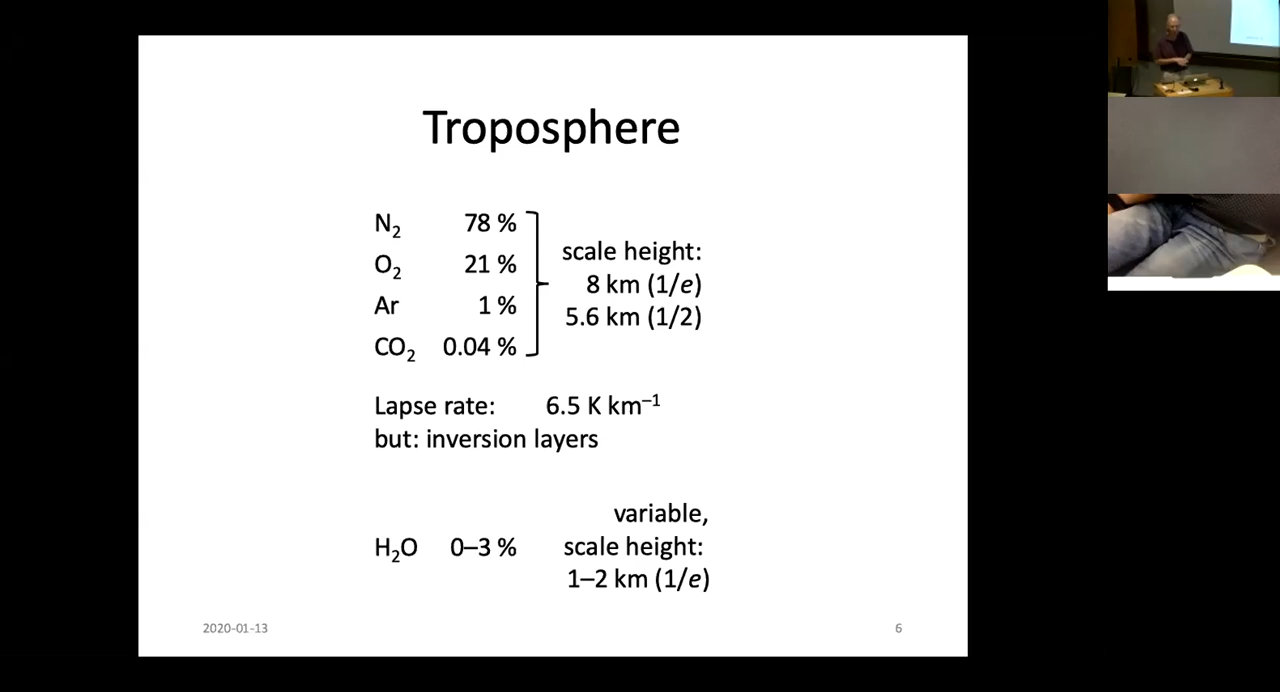 Troposphere
N₂ 78 %
O₂ 21 %
Ar 1 %
CO₂ 0.04 %
scale height:
8 km (1/e)
5.6 km (1/2)
Lapse rate: 6.5 K km⁻¹
but: inversion layers
H₂O 0–3 %
variable,
scale height:
1–2 km (1/e)
2020-01-13
6